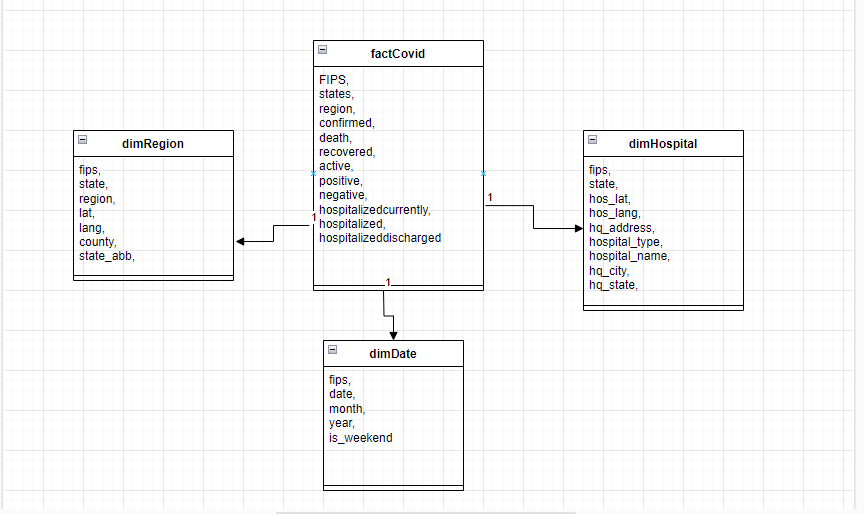 factCovid
FIPS,
states,
region,
confirmed,
death,
recovered,
active,
positive,
negative,
hospitalizedcurrently,
hospitalized,
hospitalizeddischarged
1
1
1
dimRegion
fips,
state,
region,
lat,
lang,
county,
state_abb,
dimHospital
fips,
state,
hos_lat,
hos_lang,
hq_address,
hospital_type,
hospital_name,
hq_city,
hq_state,
dimDate
fips,
date,
month,
year,
is_weekend